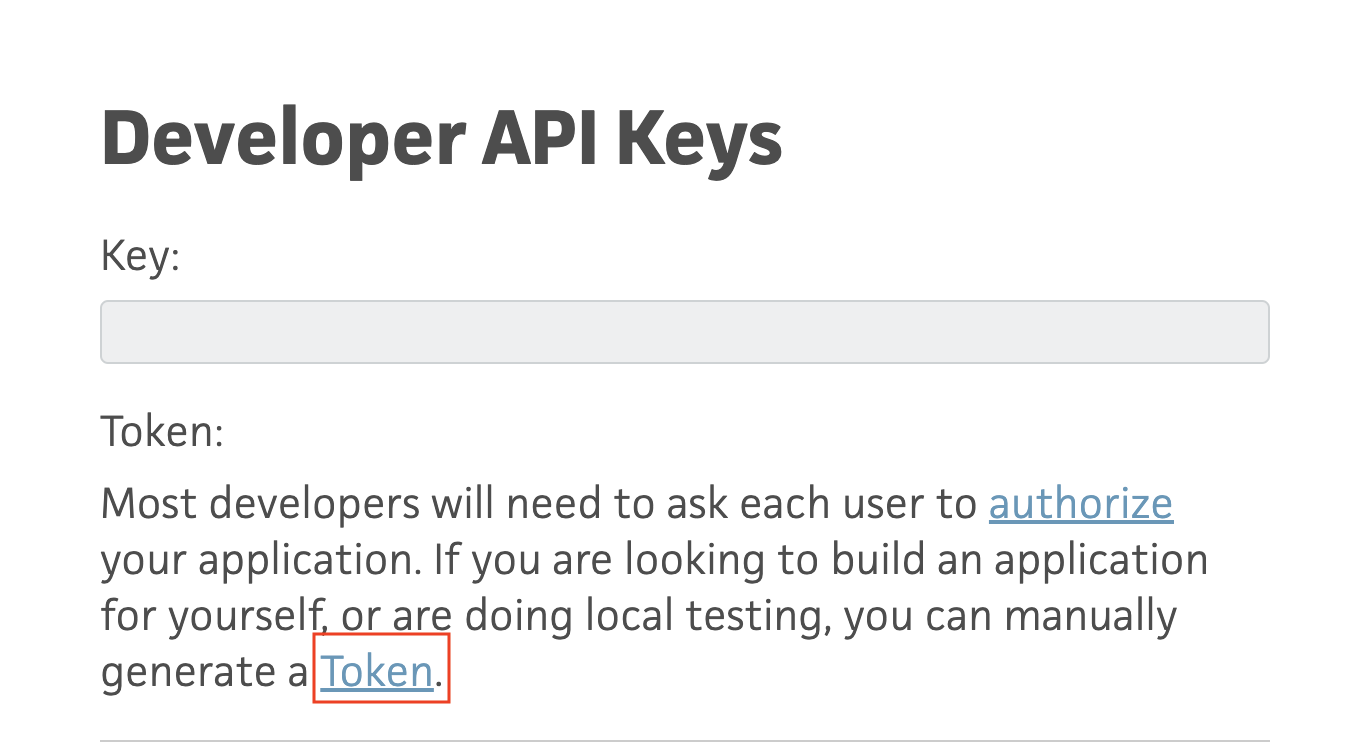 Developer API Keys
Key:
Token:
Most developers will need to ask each user to authorize
your application. If you are looking to build an application
for yourself, or are doing local testing, you can manually
generate a Token.